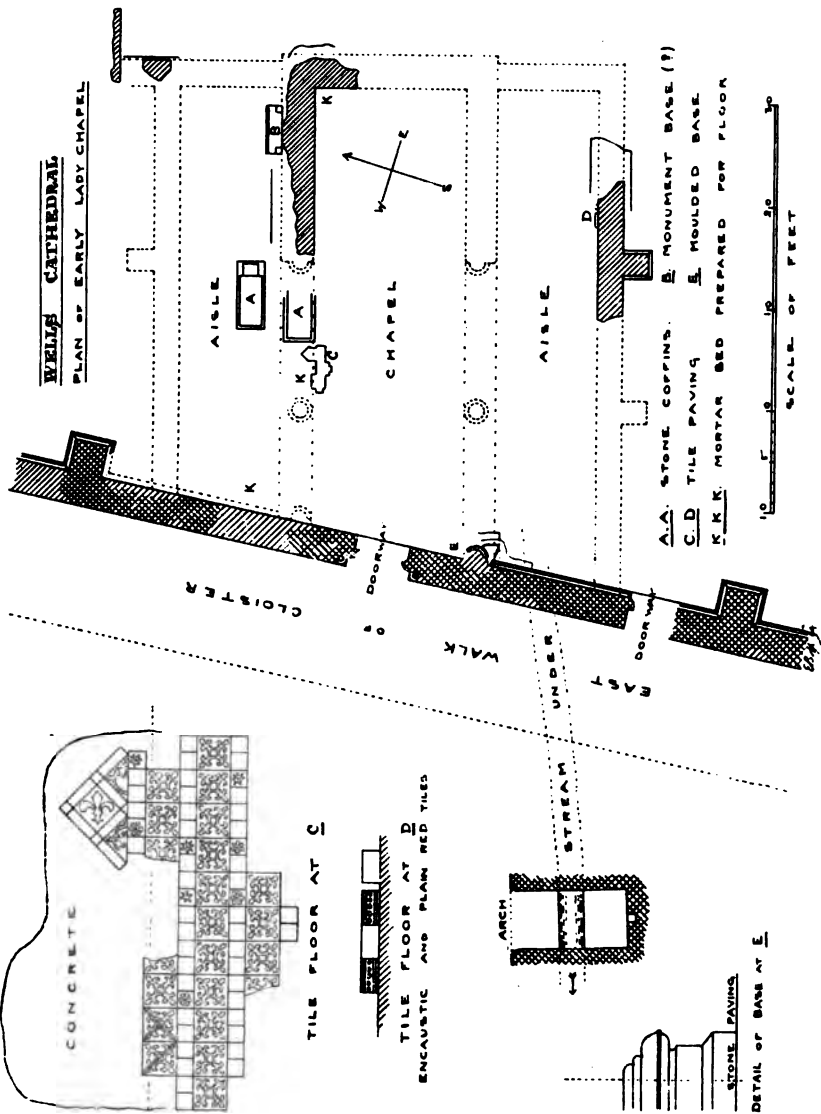 WELLS CATHEDRAL
PLAN OF EARLY LADY CHAPEL
AISLE
B
K
A
A
K
C
CHAPEL
W
E
S
AISLE
D
K
E
DOORWAY
DOORWAY
EAST WALK OF CLOISTER
STREAM UNDER
A.A. STONE COFFINS. B. MONUMENT BASE (?)
C. D TILE PAVING E. MOULDED BASE
K. K. K. MORTAR BED PREPARED FOR FLOOR
10 5 10 20 30
SCALE OF FEET
CONCRETE
TILE FLOOR AT C
TILE FLOOR AT D
ENCAUSTIC AND PLAIN RED TILES
ARCH
STONE PAVING
DETAIL OF BASE AT E